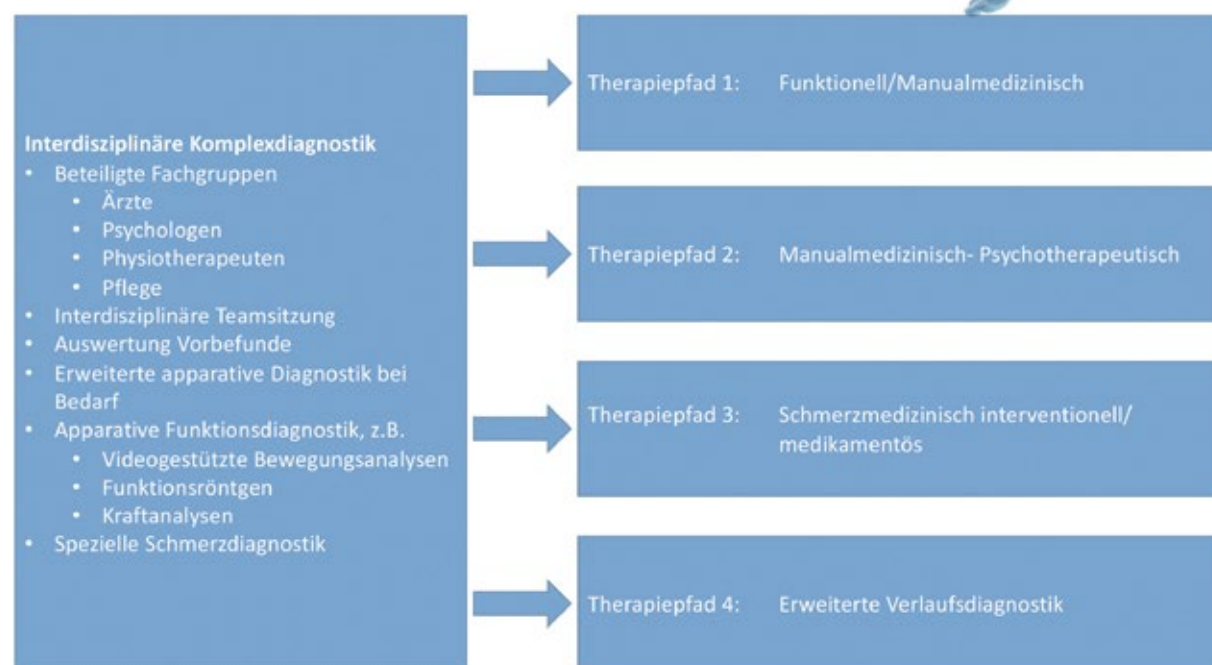 Interdisziplinäre Komplexdiagnostik
• Beteiligte Fachgruppen
• Ärzte
• Psychologen
• Physiotherapeuten
• Pflege
• Interdisziplinäre Teamsitzung
• Auswertung Vorbefunde
• Erweiterte apparative Diagnostik bei
Bedarf
• Apparative Funktionsdiagnostik, z.B.
• Videogestützte Bewegungsanalysen
• Funktionsröntgen
• Kraftanalysen
• Spezielle Schmerzdiagnostik
Therapiepfad 1: Funktionell/Manualmedizinisch
Therapiepfad 2: Manualmedizinisch- Psychotherapeutisch
Therapiepfad 3: Schmerzmedizinisch interventionell/
medikamentös
Therapiepfad 4: Erweiterte Verlaufsdiagnostik